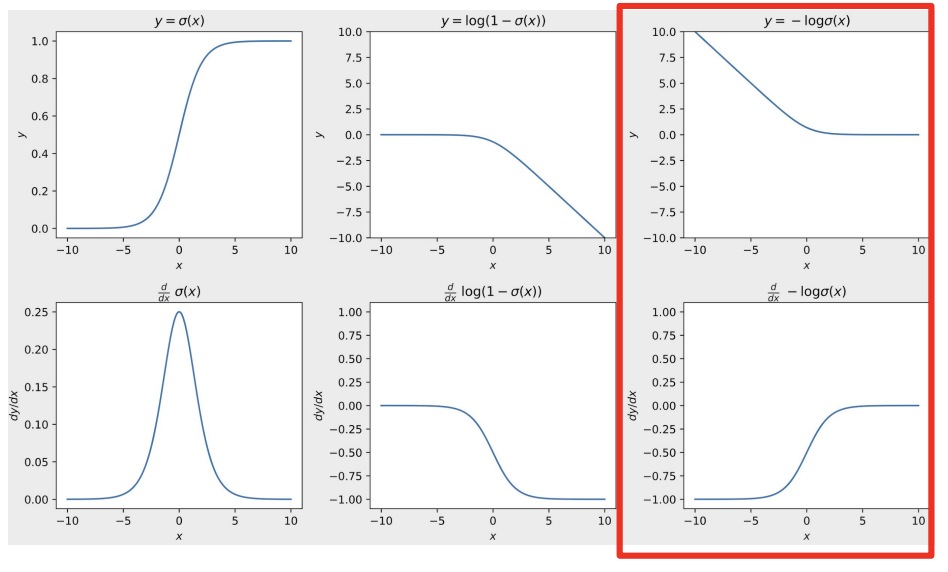 y = σ(x)
1.0
0.8
0.6
0.4
0.2
0.0
y
−10 −5 0 5 10
x
y = log(1 − σ(x))
10.0
7.5
5.0
2.5
0.0
−2.5
−5.0
−7.5
−10.0
y
−10 −5 0 5 10
x
y = − logσ(x)
10.0
7.5
5.0
2.5
0.0
−2.5
−5.0
−7.5
−10.0
y
−10 −5 0 5 10
x
d/dx σ(x)
0.25
0.20
0.15
0.10
0.05
0.00
dy/dx
−10 −5 0 5 10
x
d/dx log(1 − σ(x))
1.00
0.75
0.50
0.25
0.00
−0.25
−0.50
−0.75
−1.00
dy/dx
−10 −5 0 5 10
x
d/dx − logσ(x)
1.00
0.75
0.50
0.25
0.00
−0.25
−0.50
−0.75
−1.00
dy/dx
−10 −5 0 5 10
x